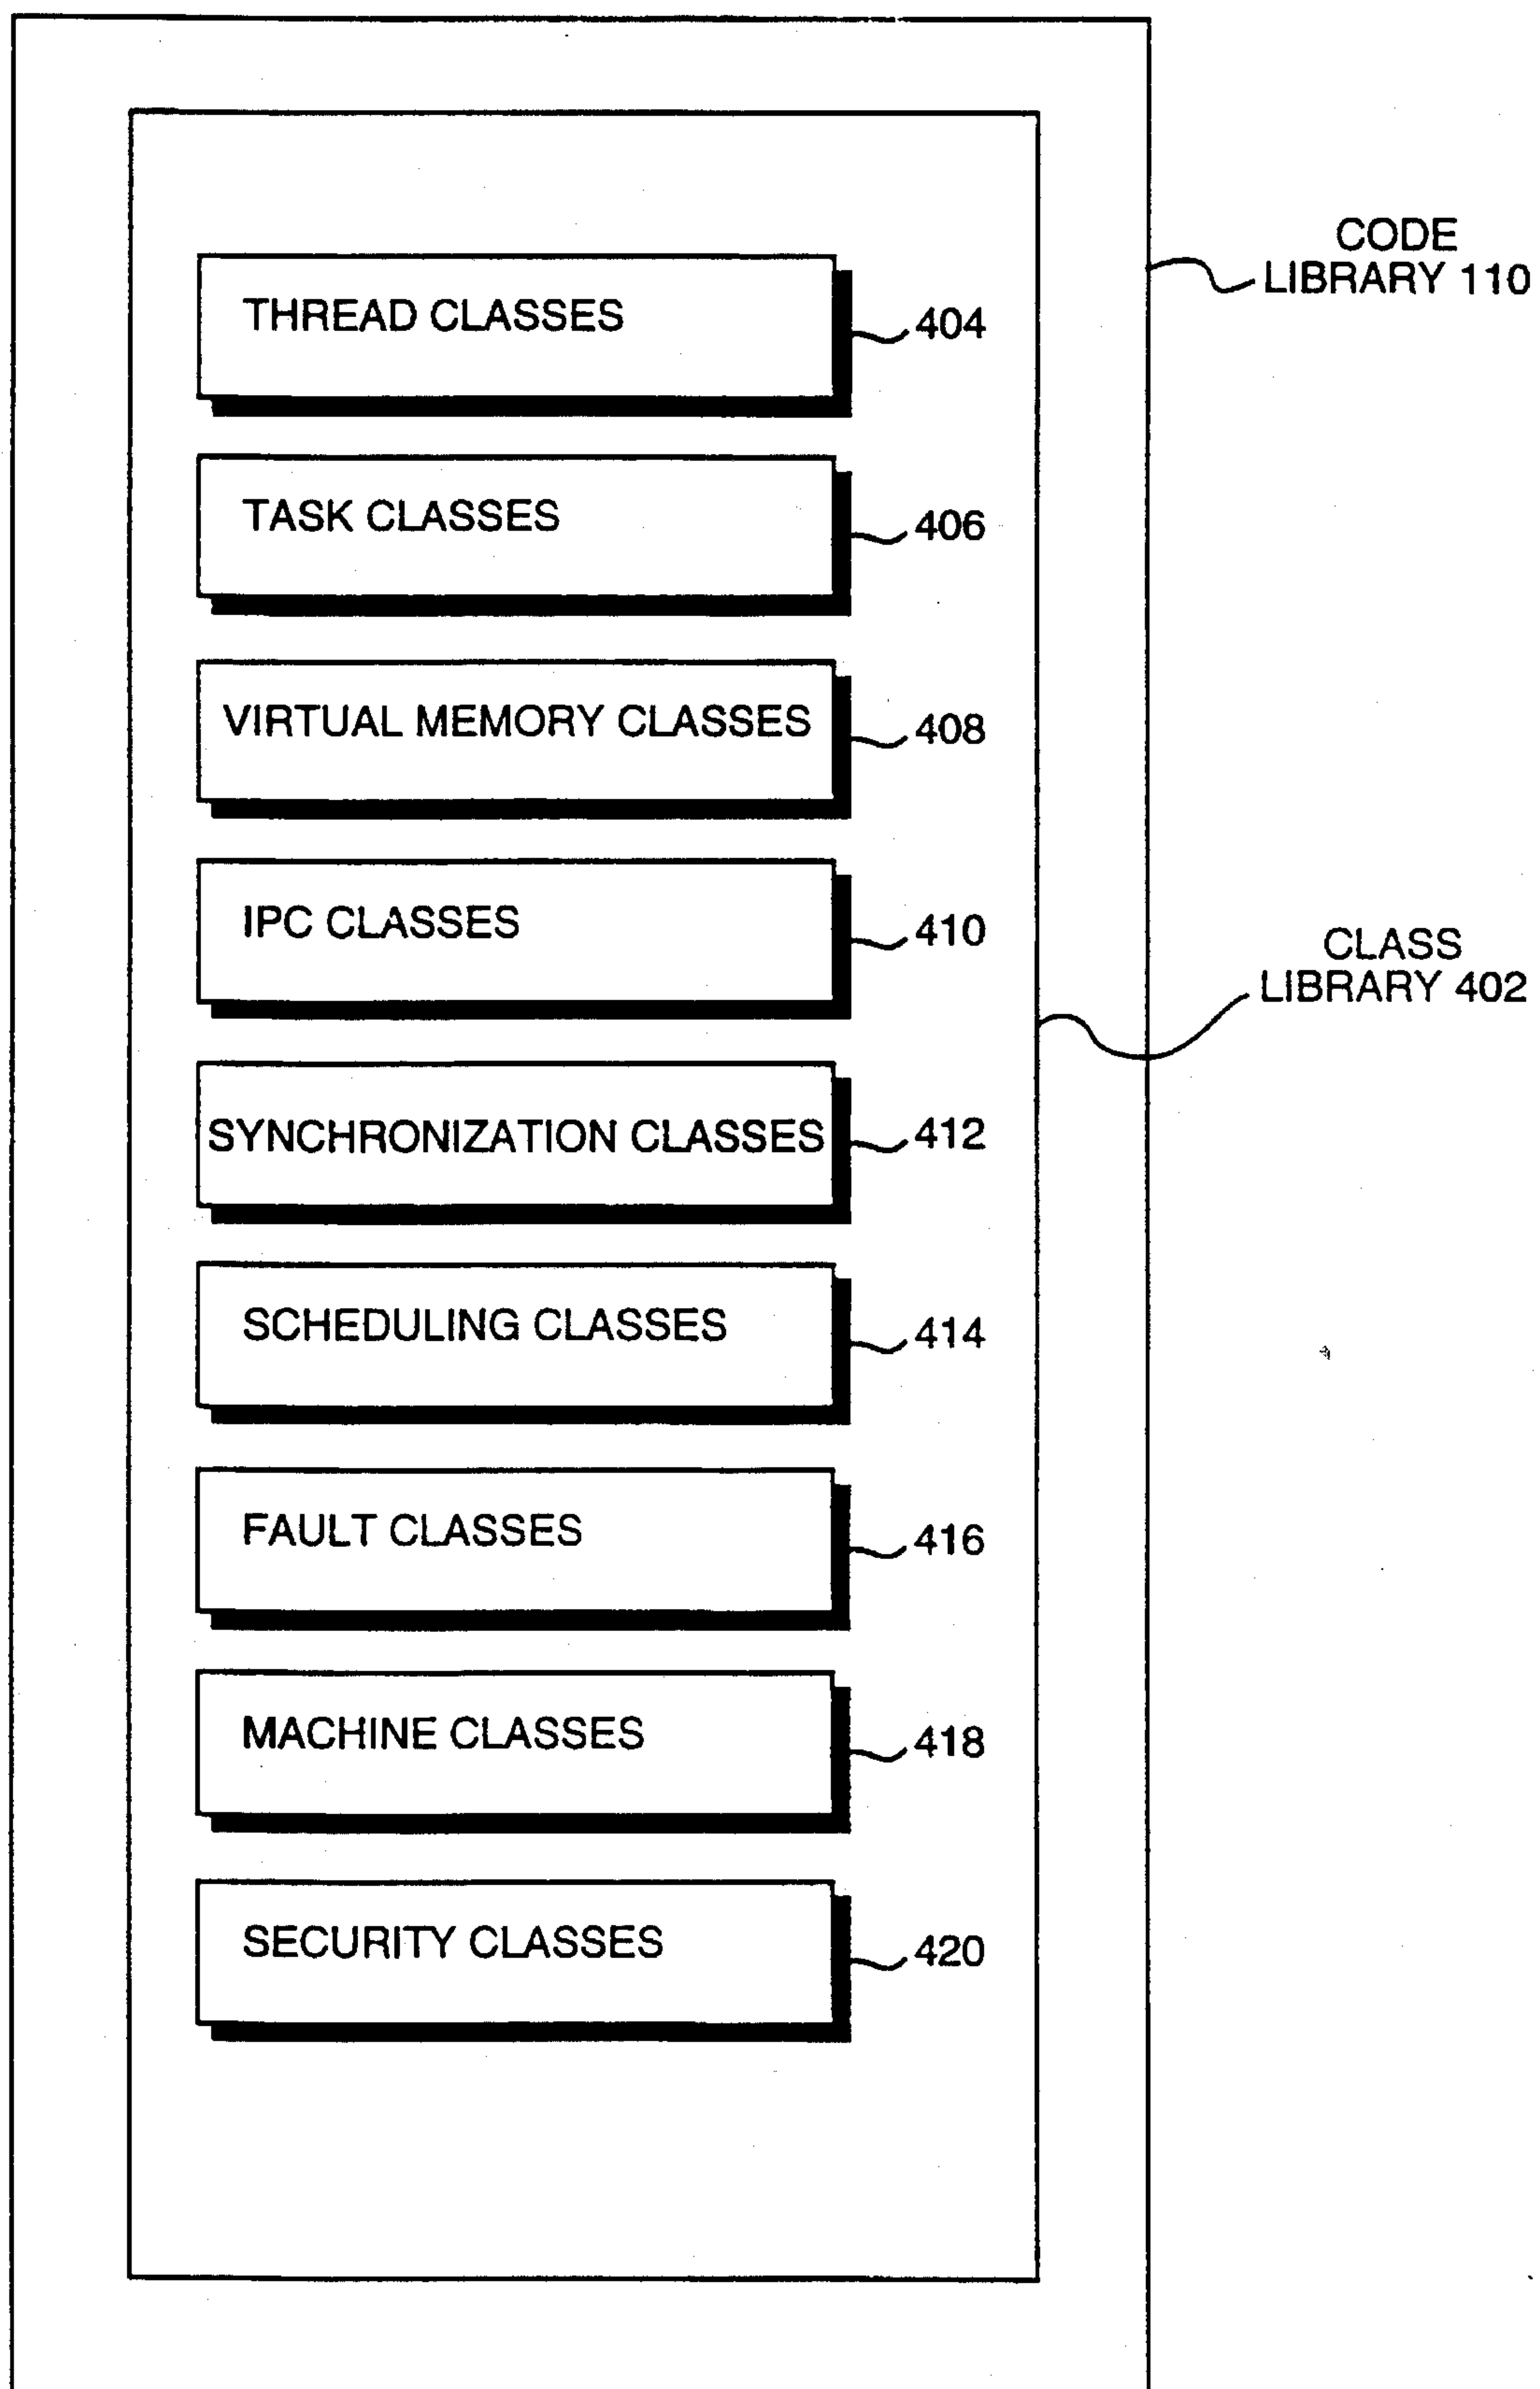 CODE
LIBRARY 110
THREAD CLASSES
404
TASK CLASSES
406
VIRTUAL MEMORY CLASSES
408
IPC CLASSES
410
CLASS
LIBRARY 402
SYNCHRONIZATION CLASSES
412
SCHEDULING CLASSES
414
FAULT CLASSES
416
MACHINE CLASSES
418
SECURITY CLASSES
420